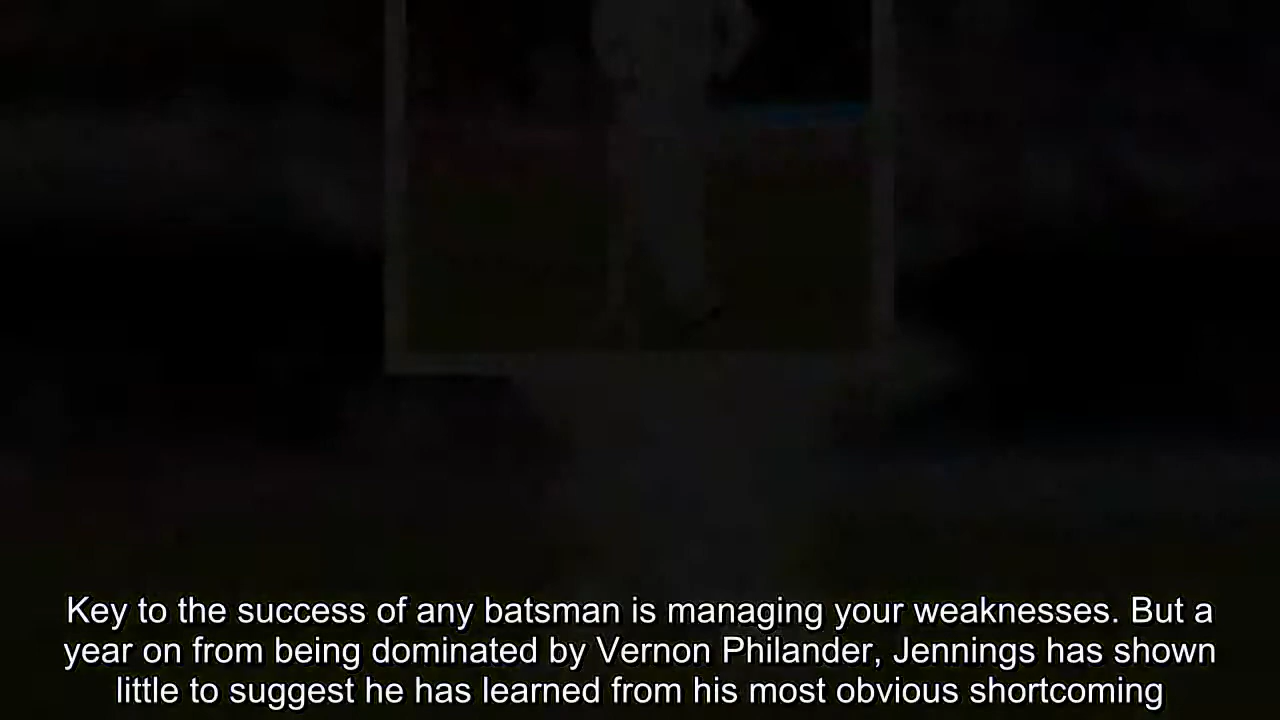 Key to the success of any batsman is managing your weaknesses. But a
year on from being dominated by Vernon Philander, Jennings has shown
little to suggest he has learned from his most obvious shortcoming